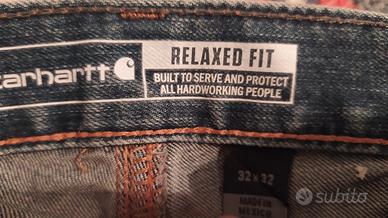 carhartt
RELAXED FIT
BUILT TO SERVE AND PROTECT
ALL HARDWORKING PEOPLE
32 x 32
MADE IN
MEXICO
subito